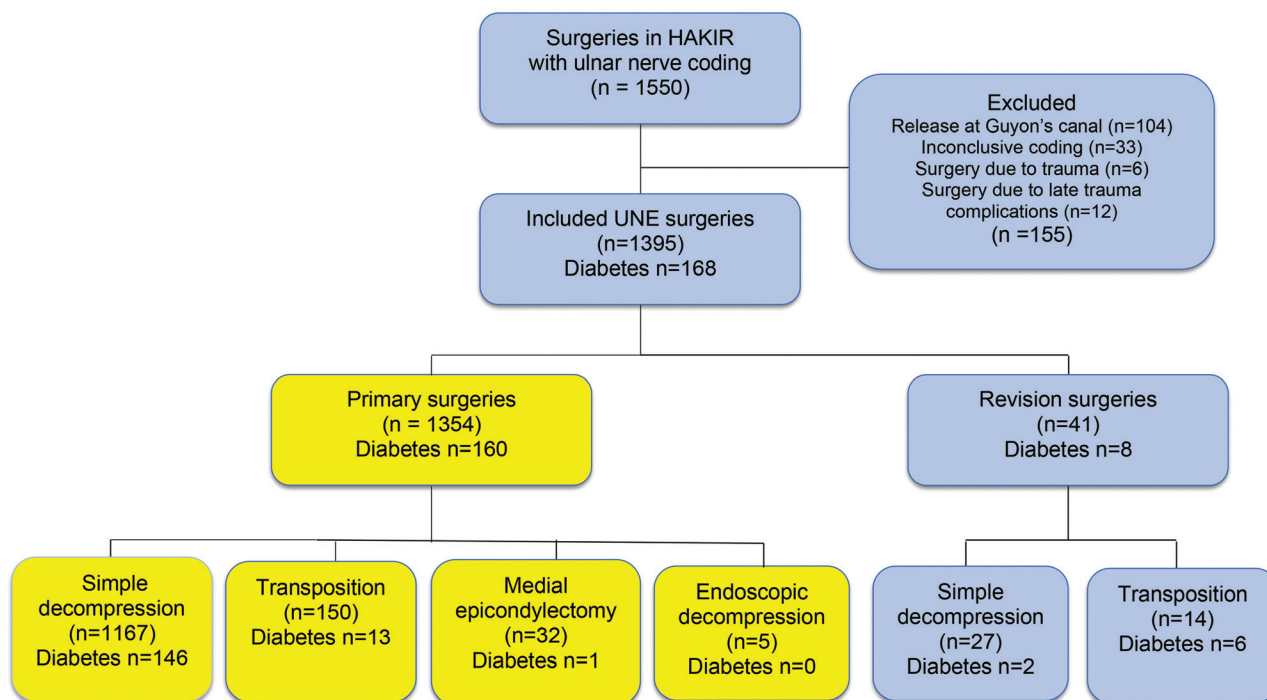 Surgeries in HAKIR
with ulnar nerve coding
(n = 1550)
Excluded
Release at Guyon's canal (n=104)
Inconclusive coding (n=33)
Surgery due to trauma (n=6)
Surgery due to late trauma
complications (n=12)
(n =155)
Included UNE surgeries
(n=1395)
Diabetes n=168
Primary surgeries
(n = 1354)
Diabetes n=160
Revision surgeries
(n=41)
Diabetes n=8
Simple
decompression
(n=1167)
Diabetes n=146
Transposition
(n=150)
Diabetes n=13
Medial
epicondylectomy
(n=32)
Diabetes n=1
Endoscopic
decompression
(n=5)
Diabetes n=0
Simple
decompression
(n=27)
Diabetes n=2
Transposition
(n=14)
Diabetes n=6